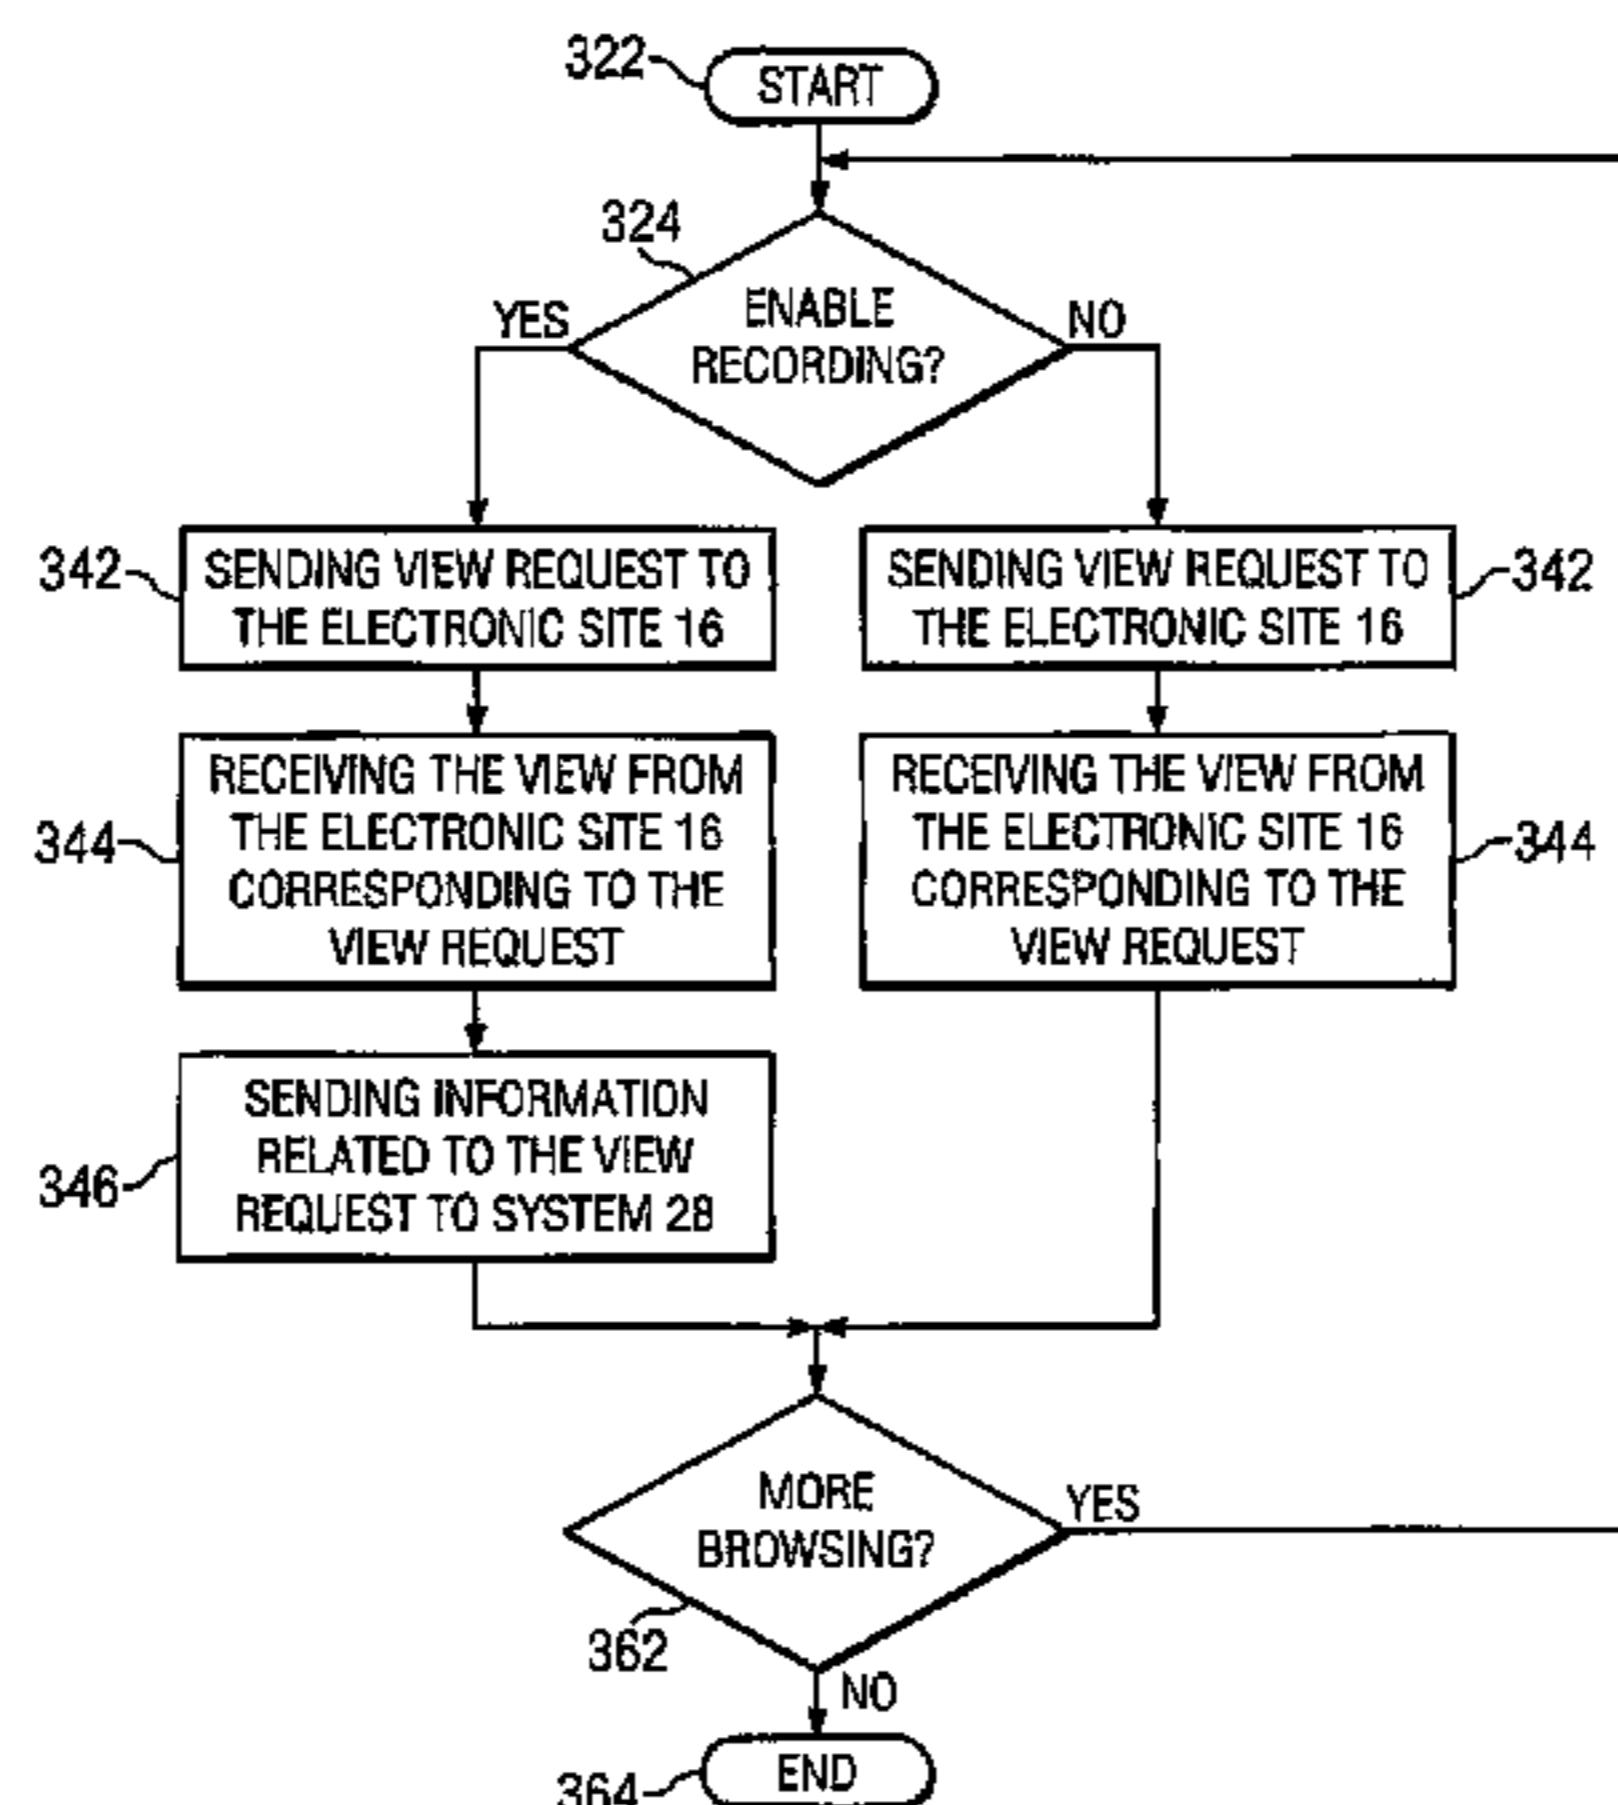 322
START
324
YES
ENABLE
RECORDING?
NO
342
SENDING VIEW REQUEST TO
THE ELECTRONIC SITE 16
SENDING VIEW REQUEST TO
THE ELECTRONIC SITE 16
342
344
RECEIVING THE VIEW FROM
THE ELECTRONIC SITE 16
CORRESPONDING TO THE
VIEW REQUEST
RECEIVING THE VIEW FROM
THE ELECTRONIC SITE 16
CORRESPONDING TO THE
VIEW REQUEST
344
346
SENDING INFORMATION
RELATED TO THE VIEW
REQUEST TO SYSTEM 28
MORE
BROWSING?
YES
362
NO
END
364